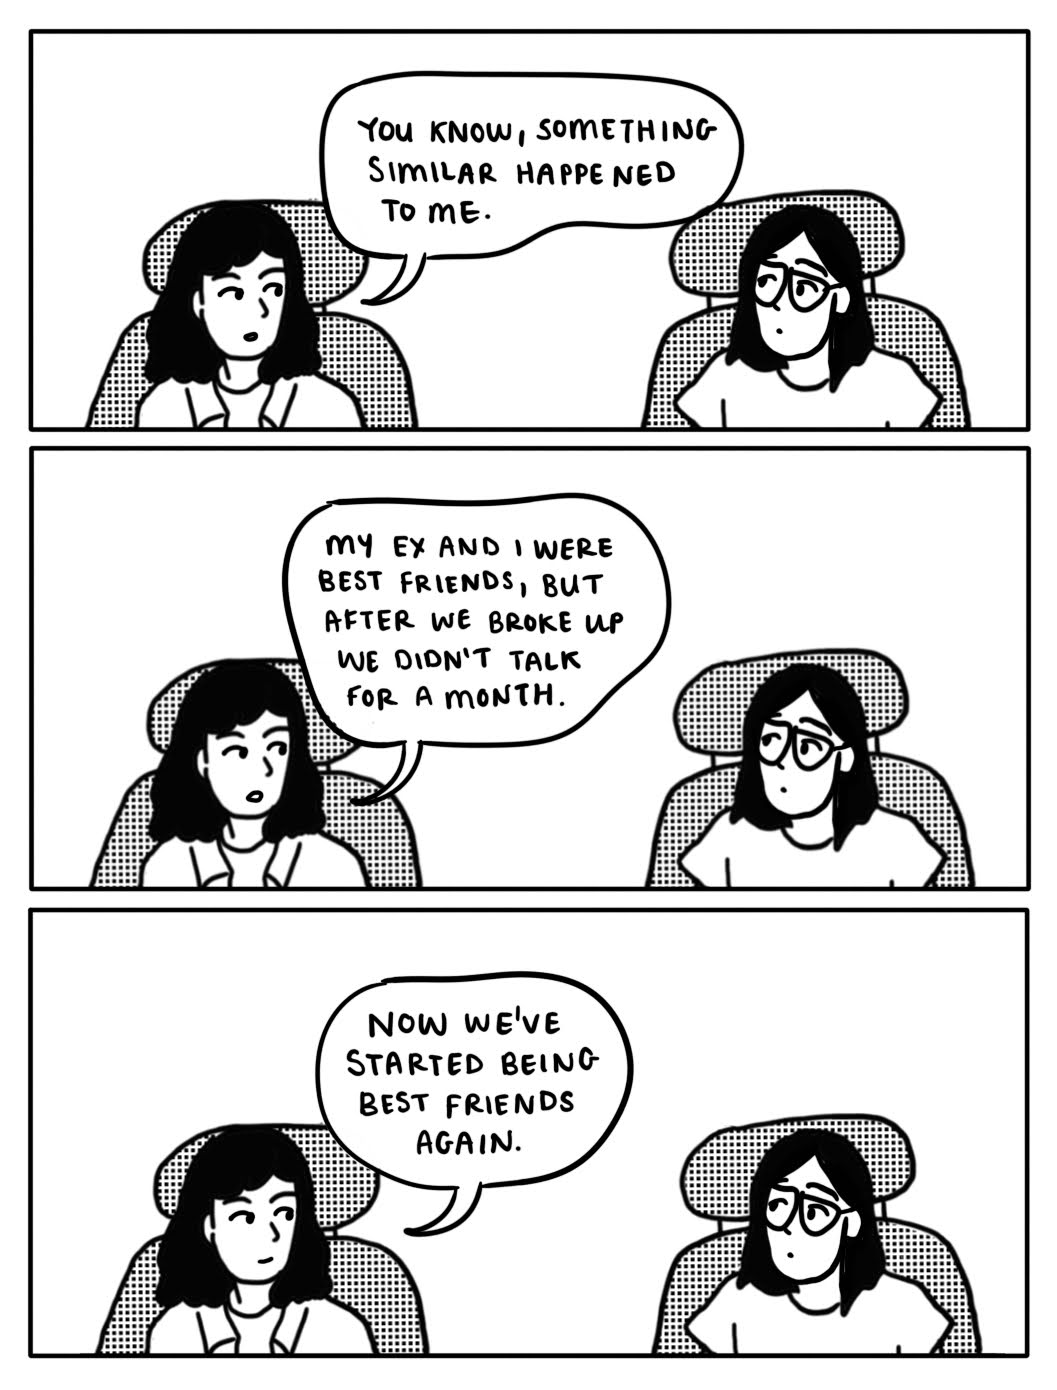 YOU KNOW, SOMETHING
SIMILAR HAPPENED
TO ME.
MY EX AND I WERE
BEST FRIENDS, BUT
AFTER WE BROKE UP
WE DIDN'T TALK
FOR A MONTH.
NOW WE'VE
STARTED BEING
BEST FRIENDS
AGAIN.